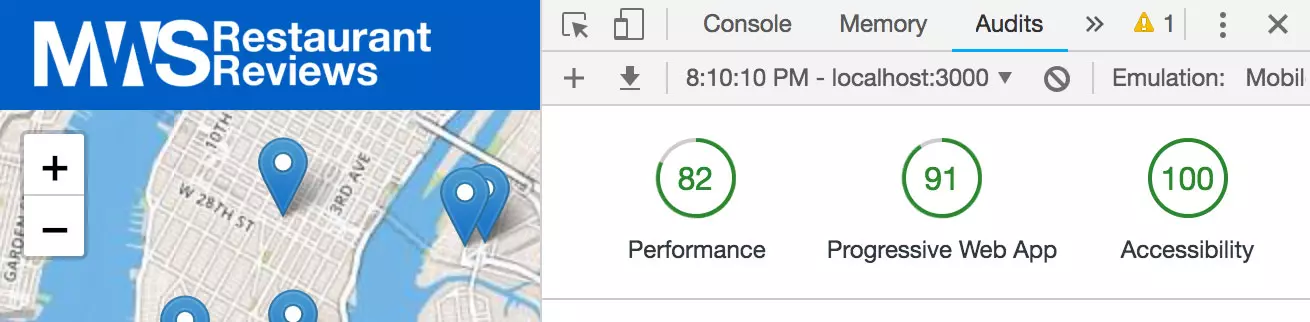 MWS Restaurant
Reviews
+
−
10TH
3RD AVE
W 28TH ST
GARDEN
Console Memory Audits » 1
8:10:10 PM - localhost:3000 ▼ Emulation: Mobil
82 91 100
Performance Progressive Web App Accessibility